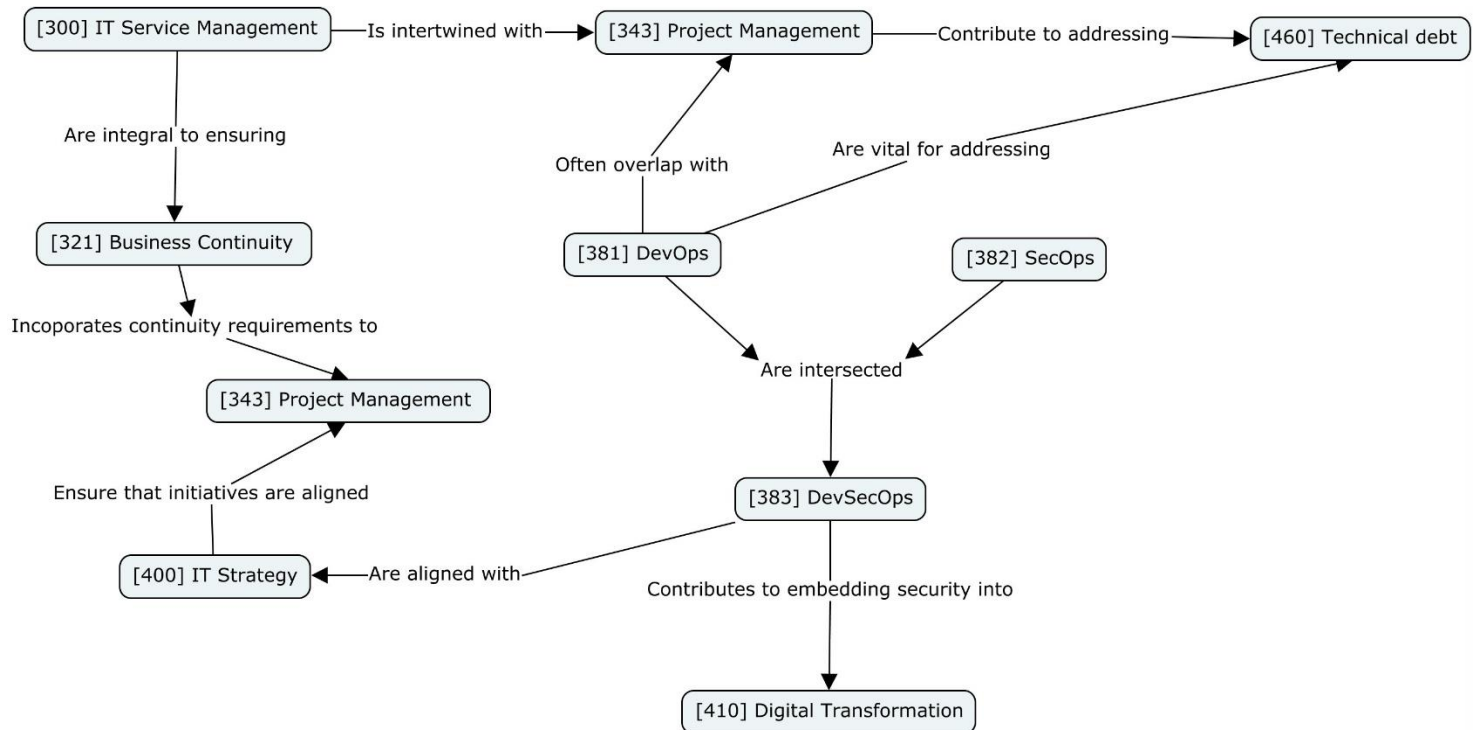 [300] IT Service Management
Is intertwined with
[343] Project Management
Contribute to addressing
[460] Technical debt
Are integral to ensuring
Often overlap with
Are vital for addressing
[321] Business Continuity
[381] DevOps
[382] SecOps
Incoporates continuity requirements to
Are intersected
[343] Project Management
Ensure that initiatives are aligned
[383] DevSecOps
[400] IT Strategy
Are aligned with
Contributes to embedding security into
[410] Digital Transformation